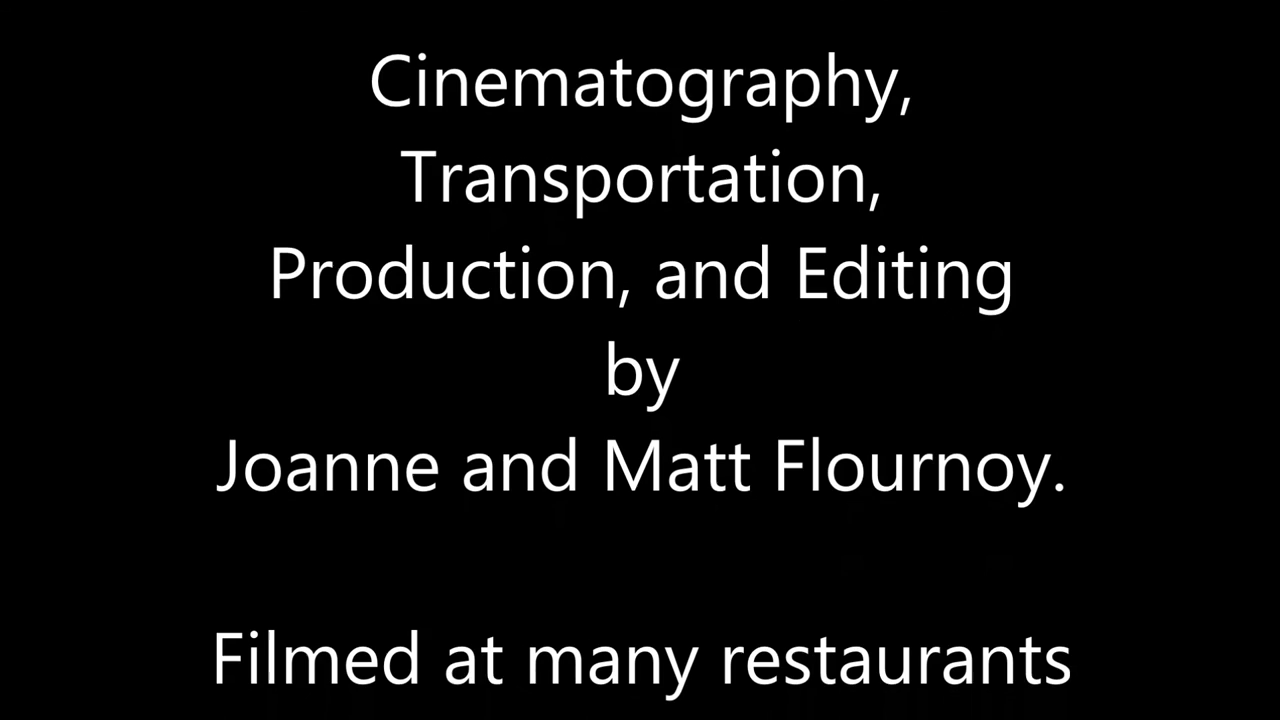 Cinematography,
Transportation,
Production, and Editing
by
Joanne and Matt Flournoy.
Filmed at many restaurants